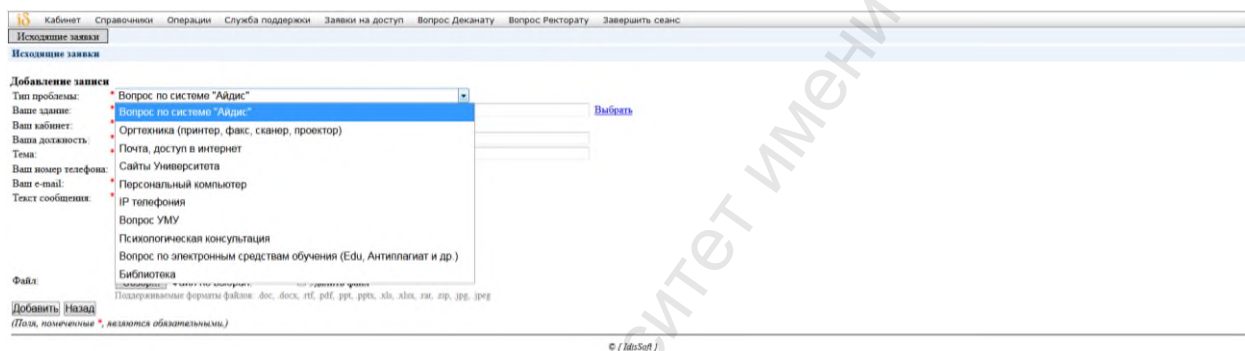 iS Кабинет Справочники Операции Служба поддержки Заявки на доступ Вопрос Деканату Вопрос Ректорату Завершить сеанс
Исходящие заявки
Исходящие заявки
Добавление записи
Тип проблемы: * Вопрос по системе "Айдис"
Ваше здание: * Вопрос по системе "Айдис" Выбрать
Ваш кабинет: * Оргтехника (принтер, факс, сканер, проектор)
Ваша должность: *
Почта, доступ в интернет
Тема: *
Сайты Университета
Ваш номер телефона:
Ваш e-mail: * Персональный компьютер
Текст сообщения: * IP телефония
Вопрос УМУ
Психологическая консультация
Вопрос по электронным средствам обучения (Edu, Антиплагиат и др.)
Библиотека
Файл:
Поддерживаемые форматы файлов: .doc, .docx, .rtf, .pdf, .ppt, .pptx, .xls, .xlsx, .rar, .zip, .jpg, .jpeg
Добавить Назад
(Поля, помеченные *, являются обязательными.)
© [ IdisSoft ]
ситет имени